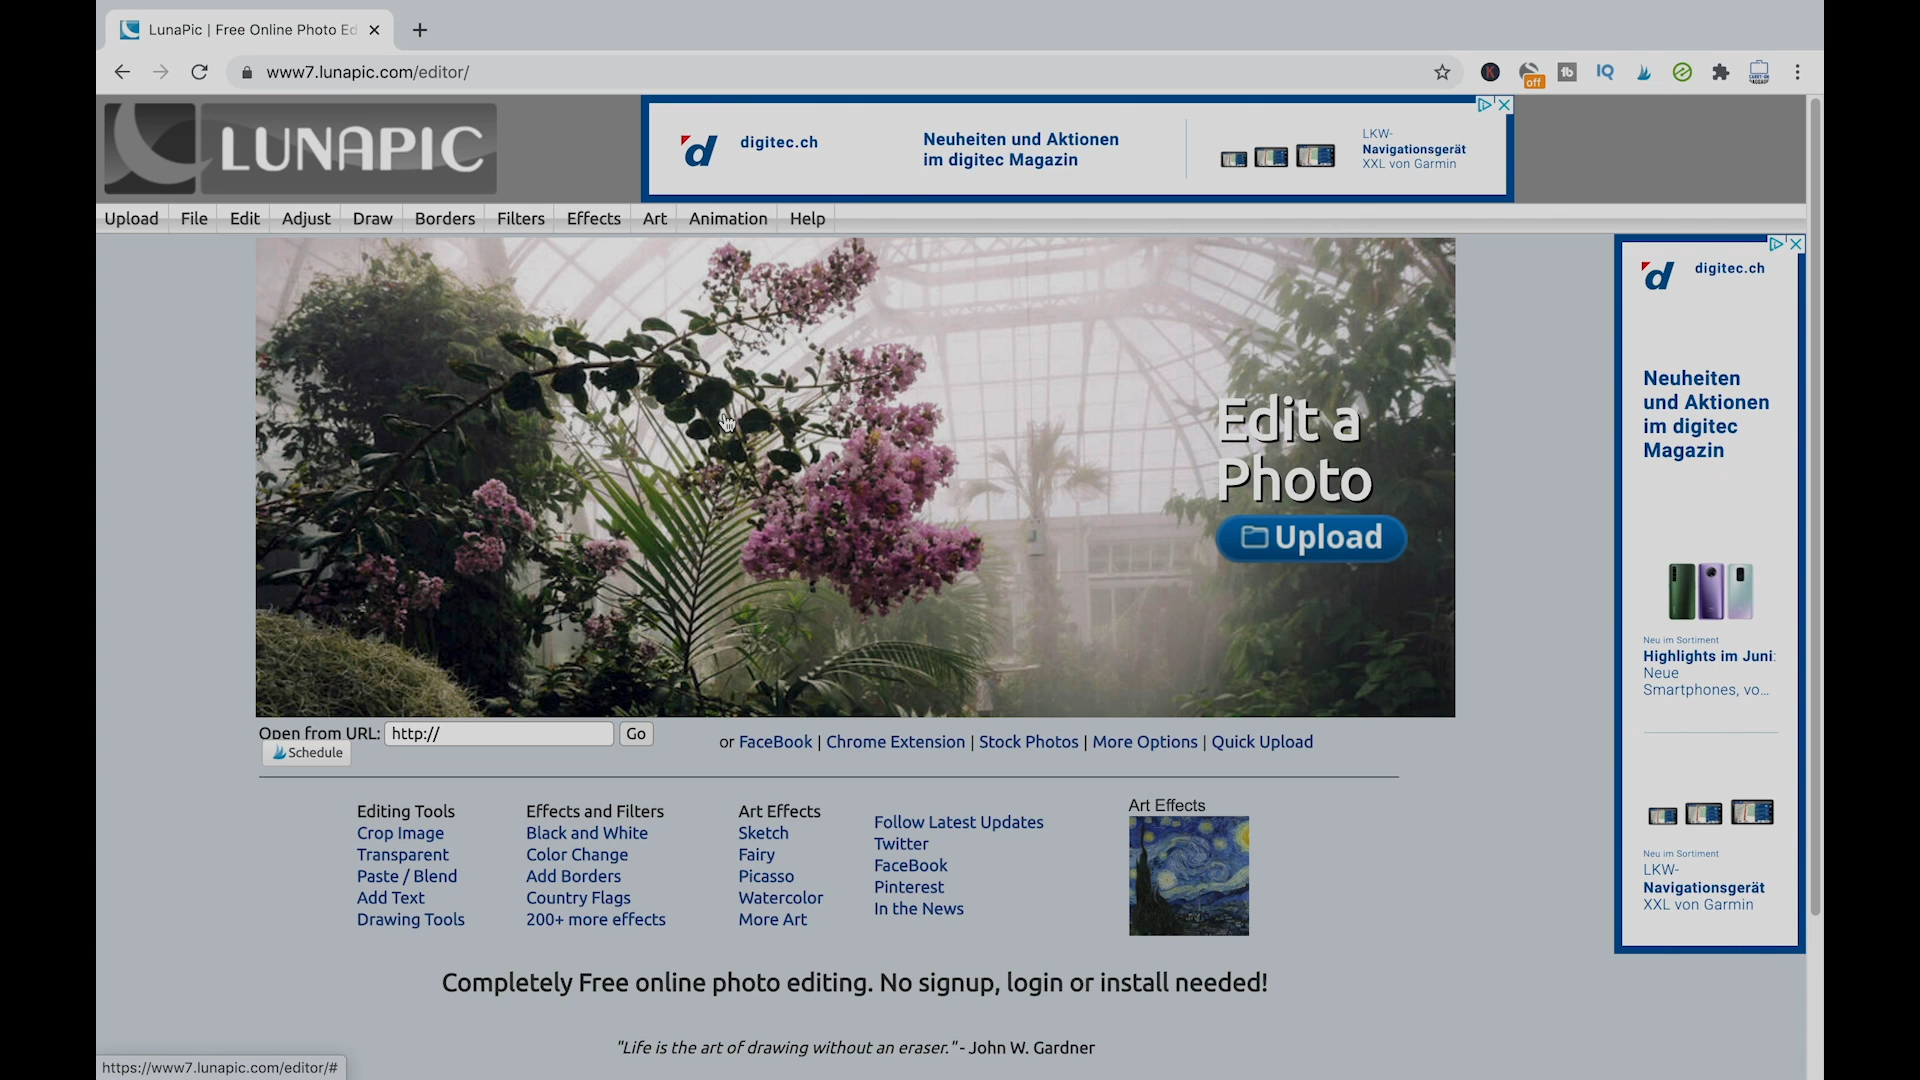 LunaPic | Free Online Photo Ed
www7.lunapic.com/editor/
off
IQ
LUNAPIC
digitec.ch
Neuheiten und Aktionen
im digitec Magazin
LKW-
Navigationsgerät
XXL von Garmin
Upload File Edit Adjust Draw Borders Filters Effects Art Animation Help
Edit a
Photo
Upload
digitec.ch
Neuheiten
und Aktionen
im digitec
Magazin
Neu im Sortiment
Highlights im Juni:
Neue
Smartphones, vo...
Neu im Sortiment
LKW-
Navigationsgerät
XXL von Garmin
Open from URL: http:// Go
Schedule
or FaceBook | Chrome Extension | Stock Photos | More Options | Quick Upload
Editing Tools
Crop Image
Transparent
Paste / Blend
Add Text
Drawing Tools
Effects and Filters
Black and White
Color Change
Add Borders
Country Flags
200+ more effects
Art Effects
Sketch
Fairy
Picasso
Watercolor
More Art
Follow Latest Updates
Twitter
FaceBook
Pinterest
In the News
Art Effects
Completely Free online photo editing. No signup, login or install needed!
"Life is the art of drawing without an eraser." - John W. Gardner
https://www7.lunapic.com/editor/#